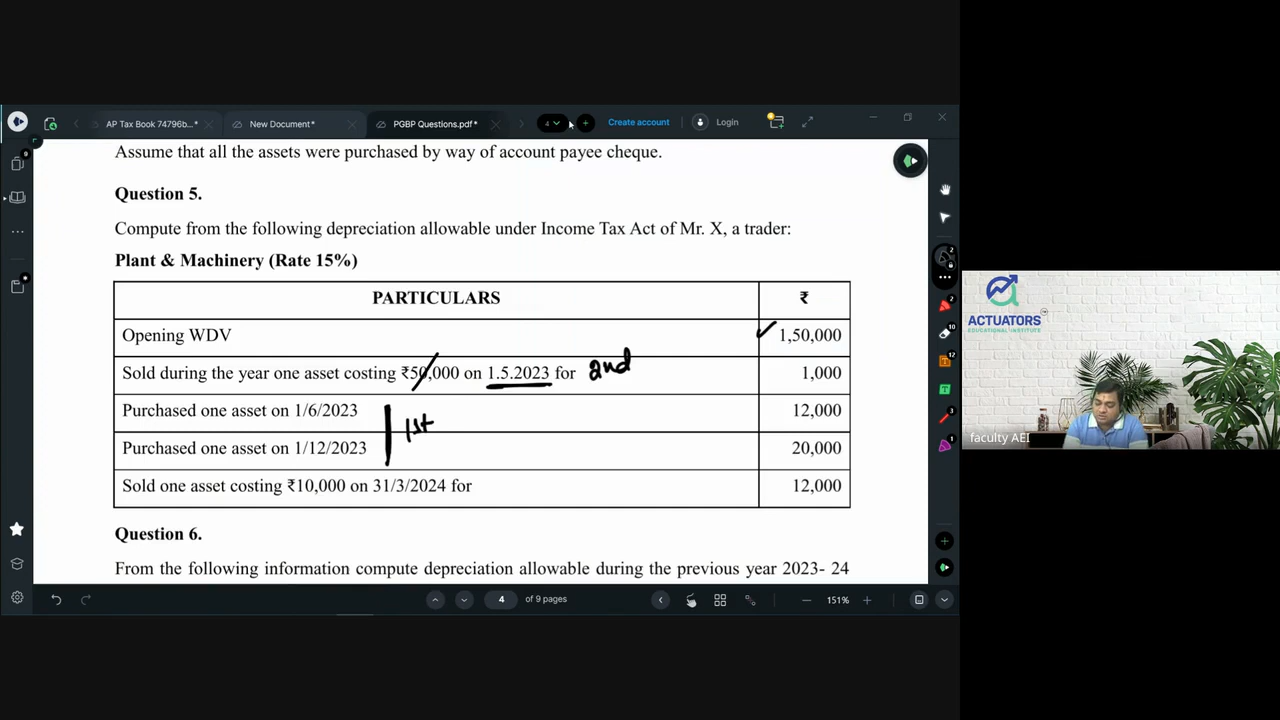 AP Tax Book 74796b...*
New Document*
PGBP Questions.pdf*
4
Create account
Login
Assume that all the assets were purchased by way of account payee cheque.
Question 5.
Compute from the following depreciation allowable under Income Tax Act of Mr. X, a trader:
Plant & Machinery (Rate 15%)
PARTICULARS ₹
Opening WDV 1,50,000
Sold during the year one asset costing ₹50,000 on 1.5.2023 for 2nd 1,000
Purchased one asset on 1/6/2023 12,000
1st
Purchased one asset on 1/12/2023 20,000
Sold one asset costing ₹10,000 on 31/3/2024 for 12,000
Question 6.
From the following information compute depreciation allowable during the previous year 2023- 24
4 of 9 pages
151%
ACTUATORS
EDUCATIONAL INSTITUTE
faculty AEI